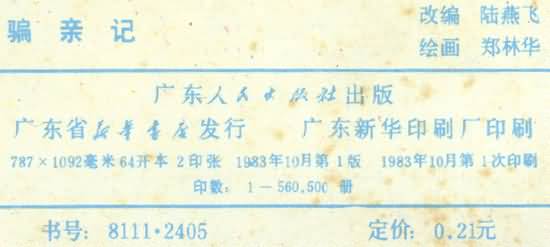 骗亲记
改编 陆燕飞
绘画 郑林华
广东人民出版社出版
广东省新华书店发行 广东新华印刷厂印刷
787×1092毫米64开本 2印张 1983年10月第1版 1983年10月第1次印刷
印数：1—560,500 册
书号：8111·2405 定价：0.21元